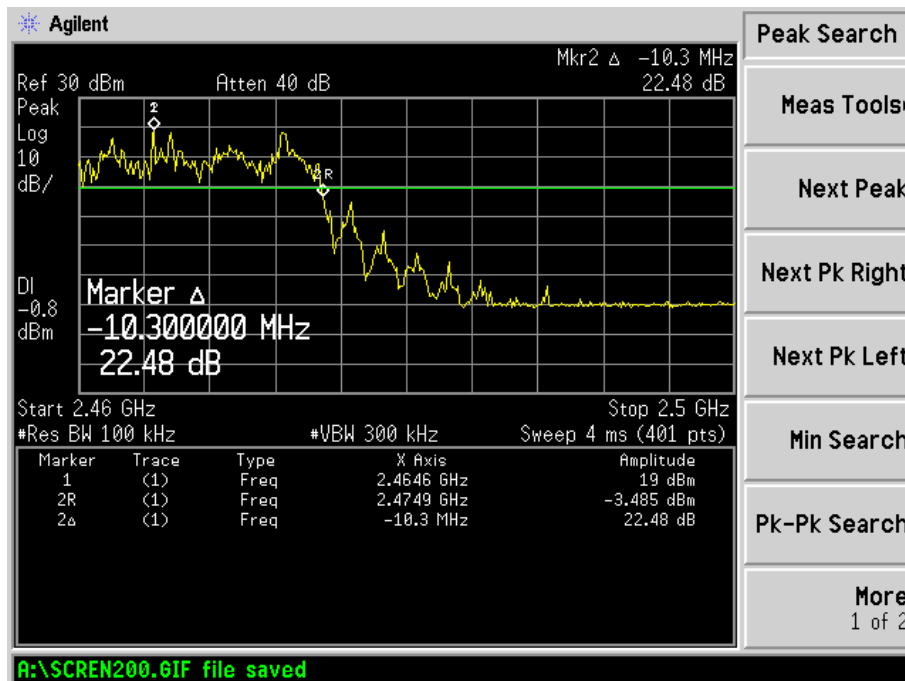 Agilent
Peak Search
Mkr2 Δ -10.3 MHz
Ref 30 dBm Atten 40 dB 22.48 dB
Peak
Log
10
dB/
2
2R
Meas Tools
Next Peak
Next Pk Right
DI
-0.8
dBm
Marker Δ
-10.300000 MHz
22.48 dB
Next Pk Left
Start 2.46 GHz Stop 2.5 GHz
#Res BW 100 kHz #VBW 300 kHz Sweep 4 ms (401 pts)
Min Search
Marker Trace Type X Axis Amplitude
1 (1) Freq 2.4646 GHz 19 dBm
2R (1) Freq 2.4749 GHz -3.485 dBm
2Δ (1) Freq -10.3 MHz 22.48 dB
Pk-Pk Search
More
1 of 2
A:\SCREN200.GIF file saved